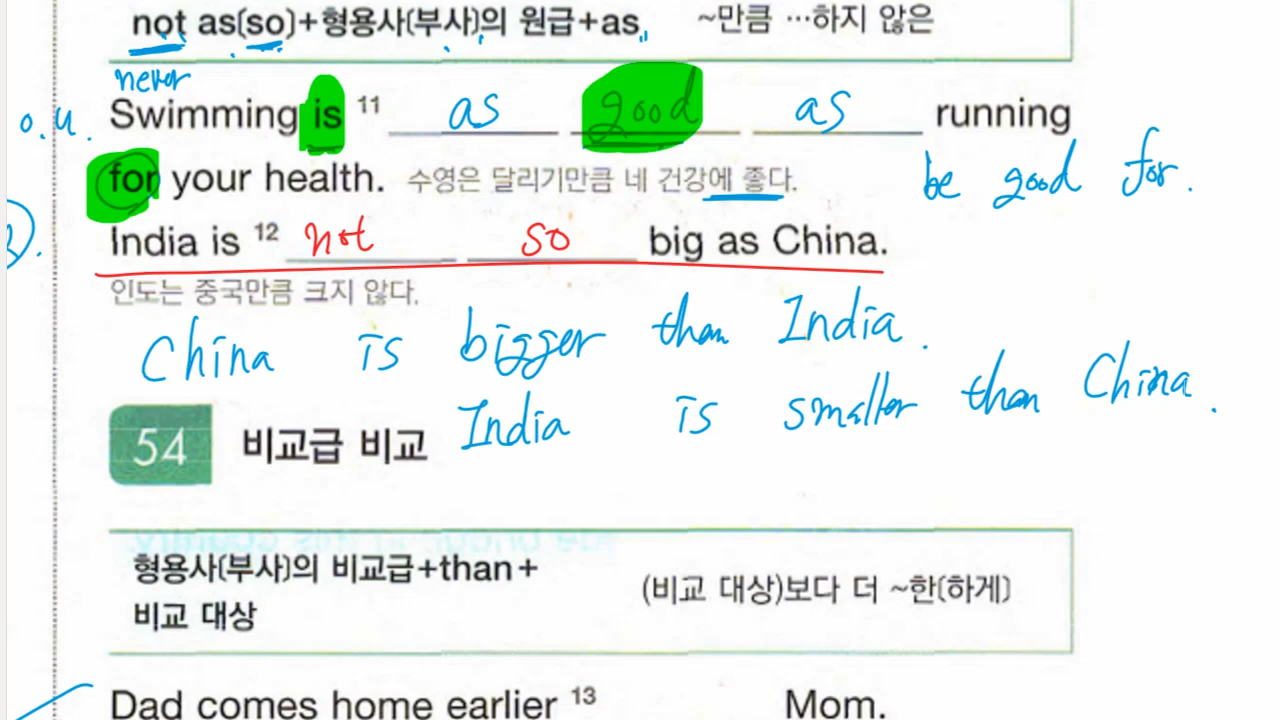 not as(so)+형용사(부사)의 원급+as ~만큼 …하지 않은
never
Swimming is 11 as good as running
o.u.
for your health. 수영은 달리기만큼 네 건강에 좋다.
be good for.
India is 12 not so big as China.
인도는 중국만큼 크지 않다.
China is bigger than India.
India is smaller than China.
54 비교급 비교
형용사(부사)의 비교급+than+
비교 대상
(비교 대상)보다 더 ~한(하게)
Dad comes home earlier 13 Mom.